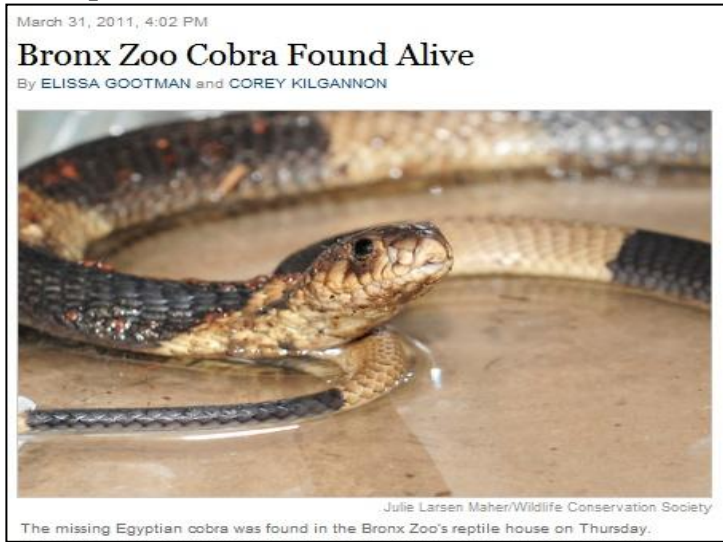 March 31, 2011, 4:02 PM
Bronx Zoo Cobra Found Alive
By ELISSA GOOTMAN and COREY KILGANNON
Julie Larsen Maher/Wildlife Conservation Society
The missing Egyptian cobra was found in the Bronx Zoo's reptile house on Thursday.